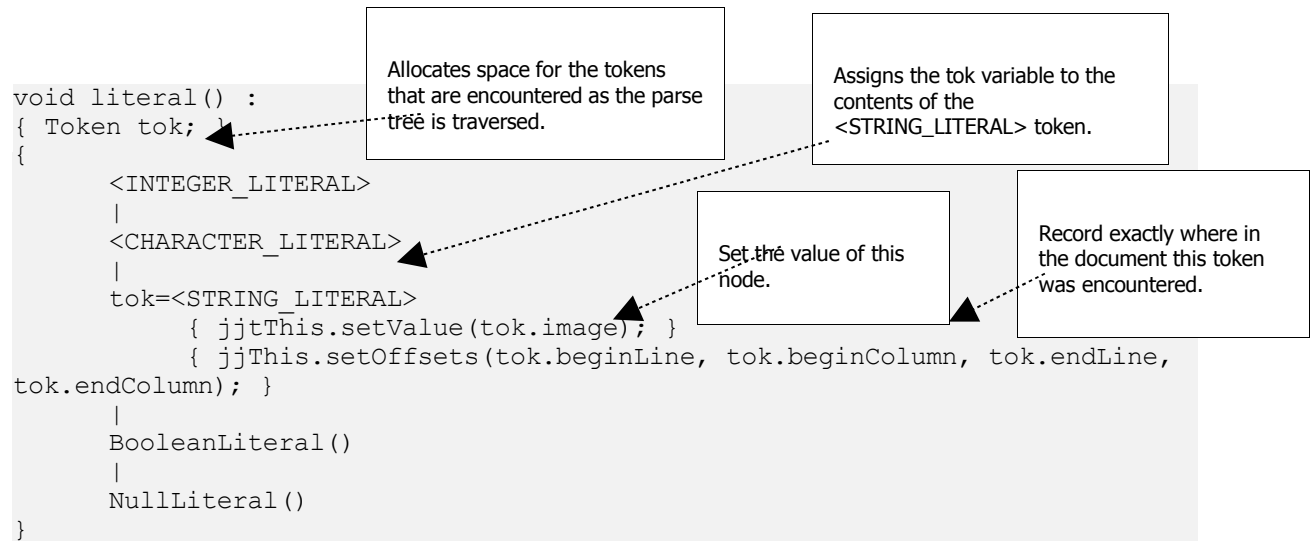 Allocates space for the tokens
that are encountered as the parse
tree is traversed.
Assigns the tok variable to the
contents of the
<STRING_LITERAL> token.
void literal() :
{ Token tok; }
{
<INTEGER_LITERAL>
|
<CHARACTER_LITERAL>
|
Set the value of this
node.
Record exactly where in
the document this token
was encountered.
tok=<STRING_LITERAL>
{ jjtThis.setValue(tok.image); }
{ jjThis.setOffsets(tok.beginLine, tok.beginColumn, tok.endLine,
tok.endColumn); }
|
BooleanLiteral()
|
NullLiteral()
}